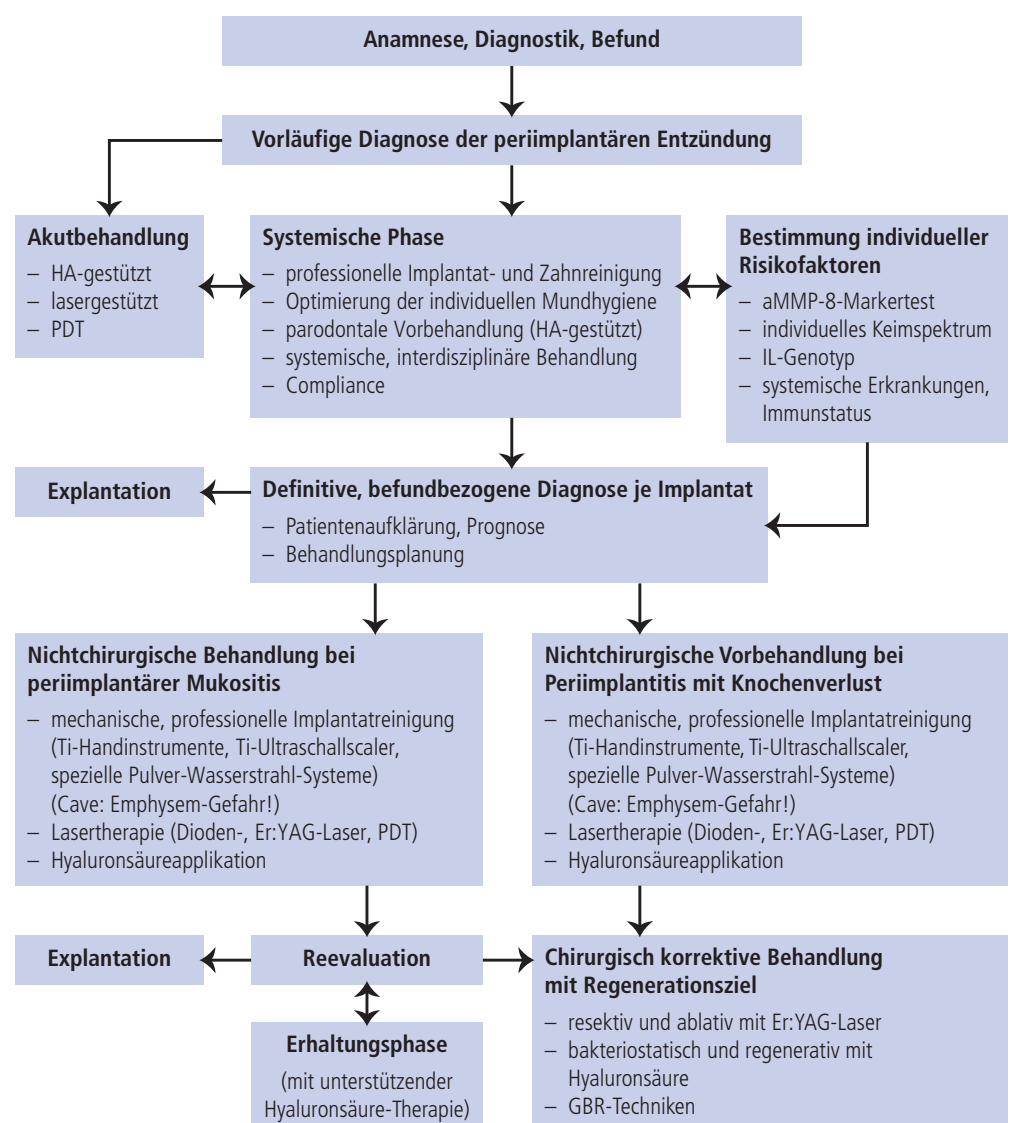 Anamnese, Diagnostik, Befund
Vorläufige Diagnose der periimplantären Entzündung
Akutbehandlung
– HA-gestützt
– lasergestützt
– PDT
Systemische Phase
– professionelle Implantat- und Zahnreinigung
– Optimierung der individuellen Mundhygiene
– parodontale Vorbehandlung (HA-gestützt)
– systemische, interdisziplinäre Behandlung
– Compliance
Bestimmung individueller
Risikofaktoren
– aMMP-8-Markertest
– individuelles Keimspektrum
– IL-Genotyp
– systemische Erkrankungen,
Immunstatus
Explantation
Definitive, befundbezogene Diagnose je Implantat
– Patientenaufklärung, Prognose
– Behandlungsplanung
Nichtchirurgische Behandlung bei
periimplantärer Mukositis
– mechanische, professionelle Implantatreinigung
(Ti-Handinstrumente, Ti-Ultraschallscaler,
spezielle Pulver-Wasserstrahl-Systeme)
(Cave: Emphysem-Gefahr!)
– Lasertherapie (Dioden-, Er:YAG-Laser, PDT)
– Hyaluronsäureapplikation
Nichtchirurgische Vorbehandlung bei
Periimplantitis mit Knochenverlust
– mechanische, professionelle Implantatreinigung
(Ti-Handinstrumente, Ti-Ultraschallscaler,
spezielle Pulver-Wasserstrahl-Systeme)
(Cave: Emphysem-Gefahr!)
– Lasertherapie (Dioden-, Er:YAG-Laser, PDT)
– Hyaluronsäureapplikation
Explantation
Reevaluation
Chirurgisch korrektive Behandlung
mit Regenerationsziel
– resektiv und ablativ mit Er:YAG-Laser
– bakteriostatisch und regenerativ mit
Hyaluronsäure
– GBR-Techniken
Erhaltungsphase
(mit unterstützender
Hyaluronsäure-Therapie)